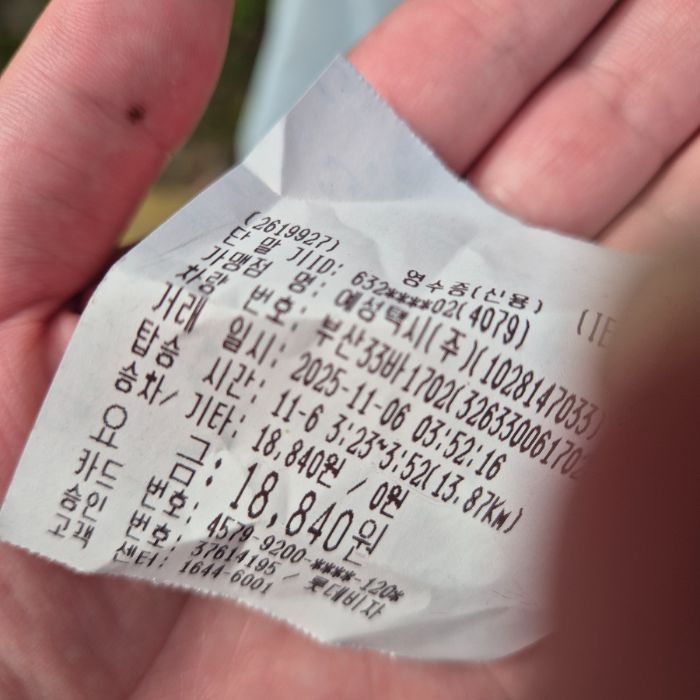 (2619927) 영수증(신용) (IE
단 말 기ID: 632****02(4079)
가맹점 명: 예성택시(주)(1028147033)
차량 번호: 부산33바1702(326330061702
거래 일시: 2025-11-06 03:52:16
탑승 시간: 11-6 3:23~3:52(13.87Km)
승차/기타: 18,840원 / 0원
요 금: 18,840원
카드 번호: 4579-9200-****-120*
승인 번호: 37614195 / 롯데비자
고객 센터: 1644-6001